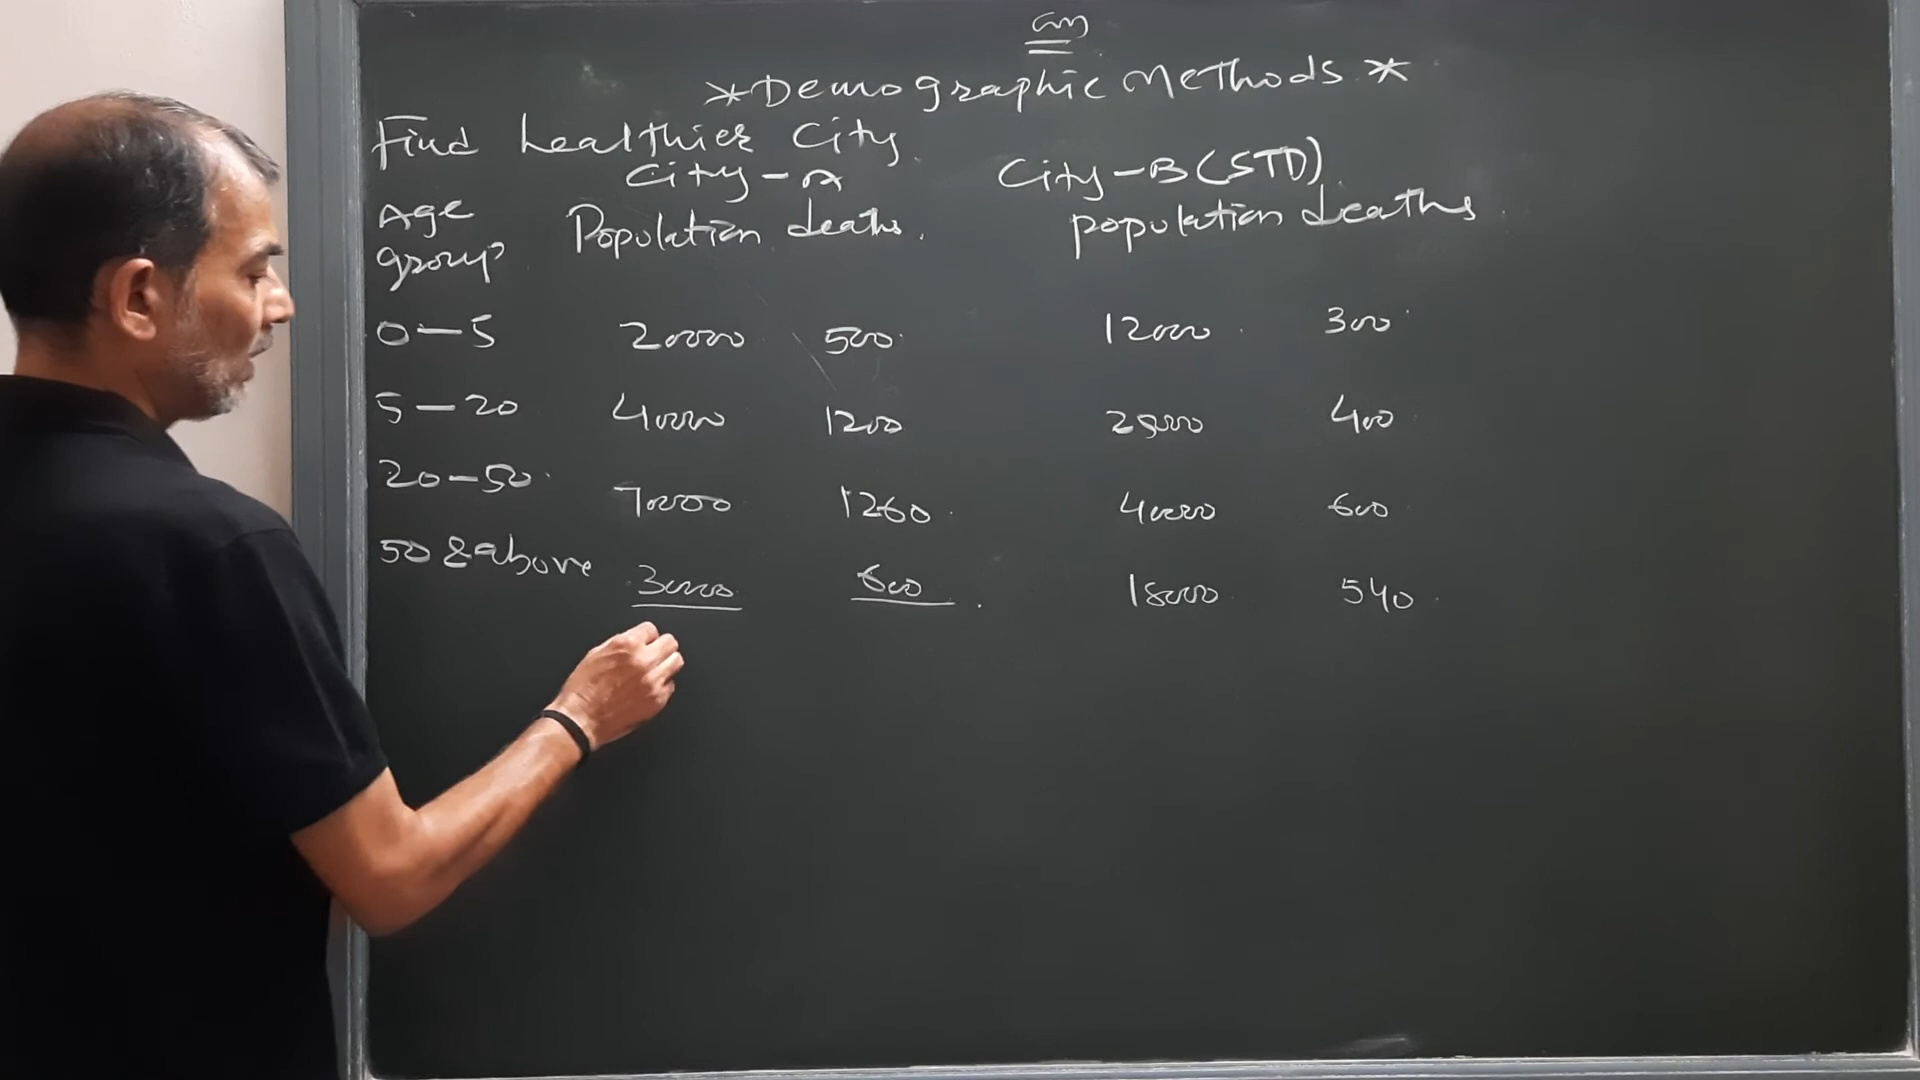 * Demographic Methods *
Find healthier City.
City-A City-B (STD)
Age group Population deaths. population deaths.
0-5 20000 500 12000 300
5-20 40000 1200 400
20-50 70000 1260 40000 600
50 & above 30000 600 18000 540